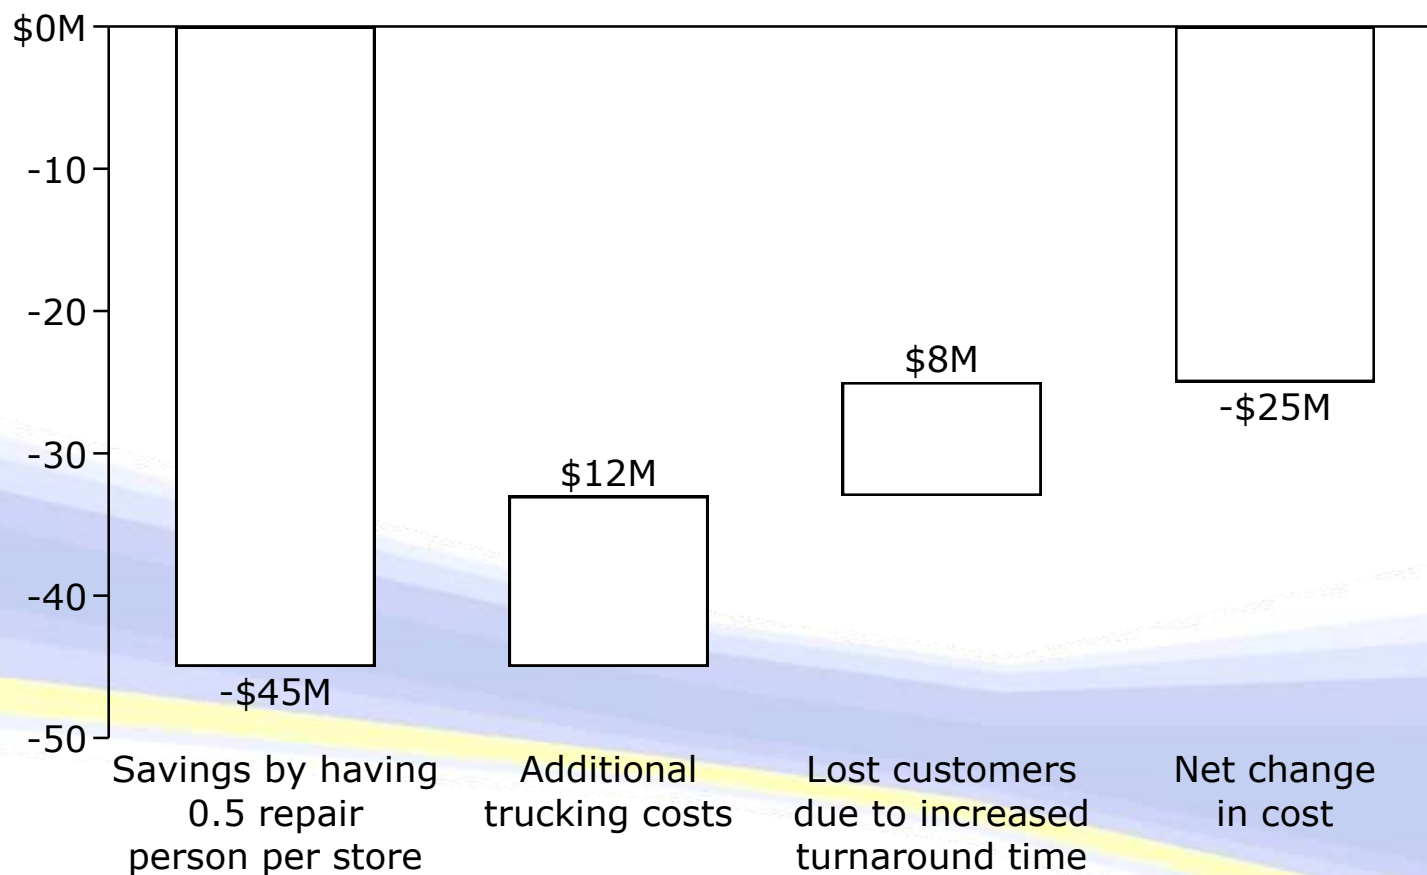 $0M
-10
-20
-30
-40
-50
-$45M
$12M
$8M
-$25M
Savings by having
0.5 repair
person per store
Additional
trucking costs
Lost customers
due to increased
turnaround time
Net change
in cost